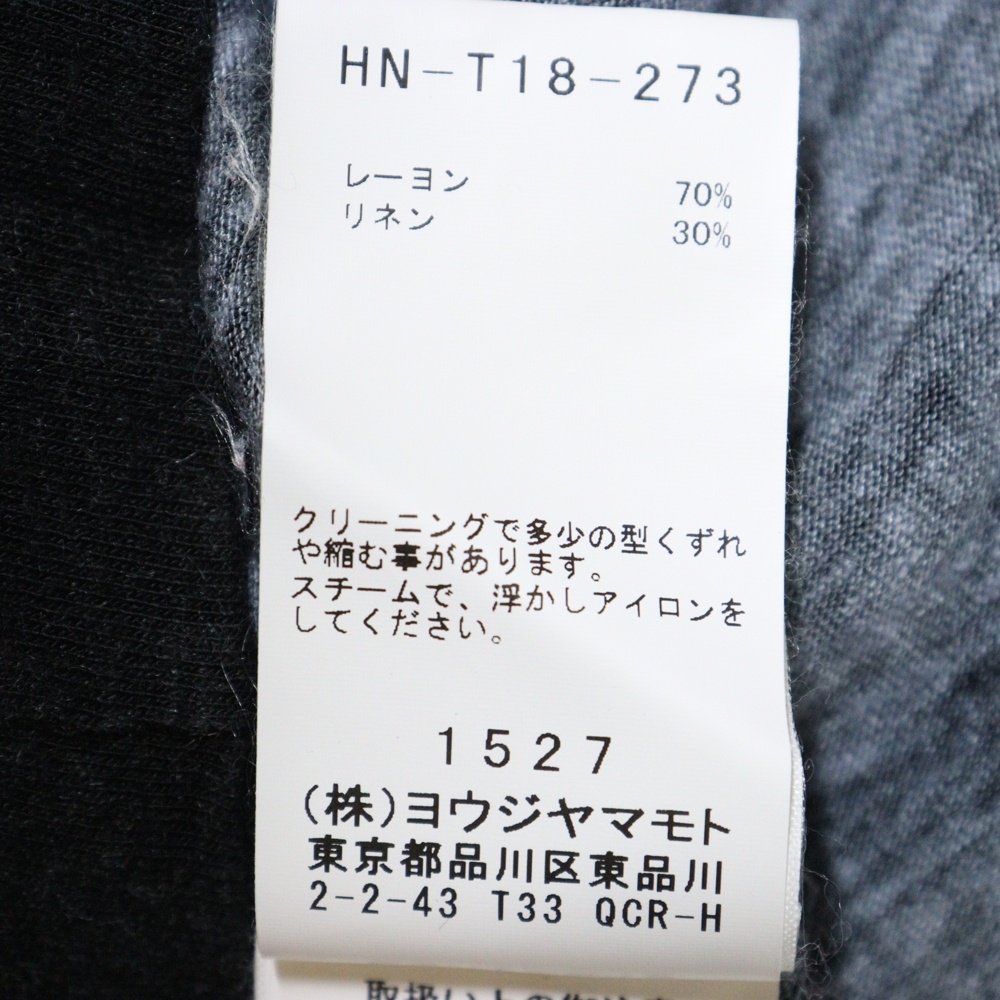 HN-T18-273
レーヨン 70%
リネン 30%
クリーニングで多少の型くずれ
や縮む事があります。
スチームで、浮かしアイロンを
してください。
1527
(株)ヨウジヤマモト
東京都品川区東品川
2-2-43 T33 QCR-H